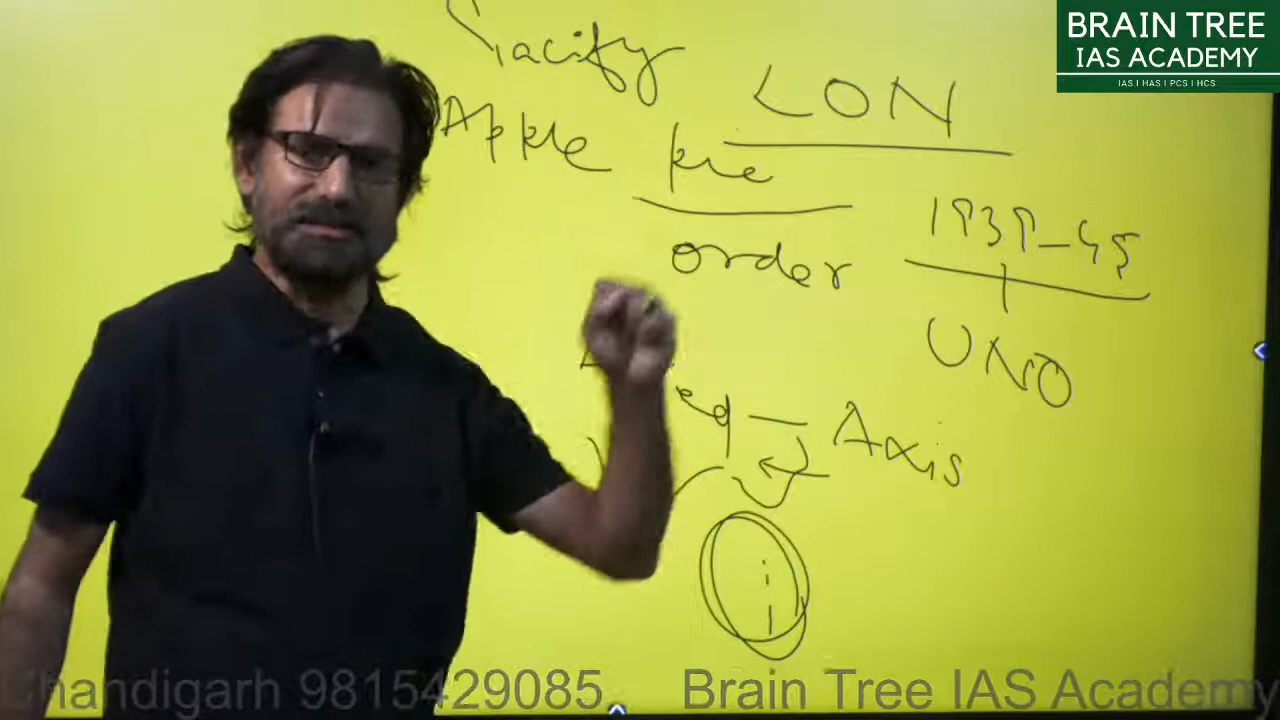 BRAIN TREE
IAS ACADEMY
IAS | HAS | PCS | HCS
Pacify
LON
Apple pie
order
1939-45
UNO
Axis
Chandigarh 9815429085. Brain Tree IAS Academy